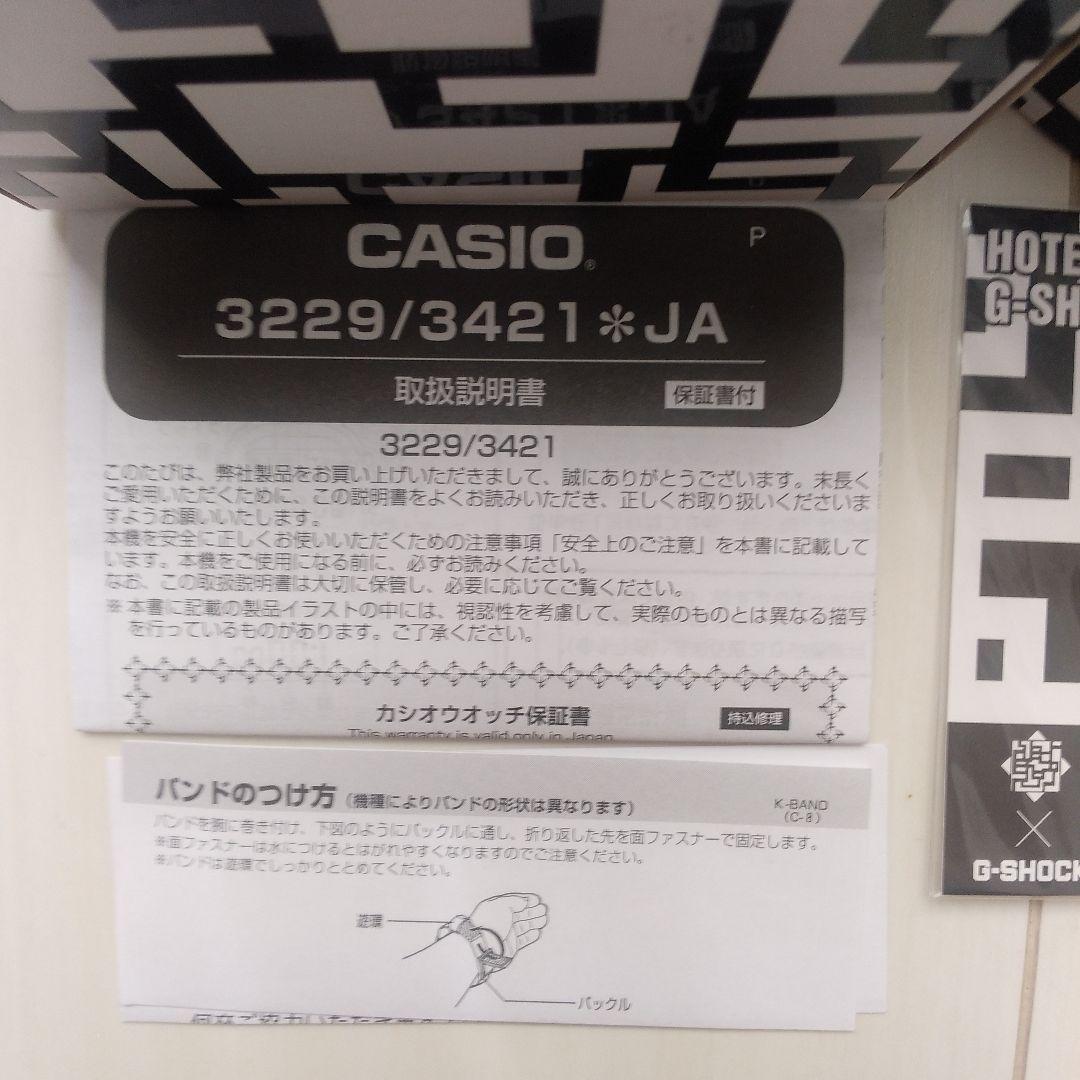 CASIO®
P
3229/3421✻JA
取扱説明書
保証書付
3229/3421
このたびは、弊社製品をお買い上げいただきまして、誠にありがとうございます。末長く
ご愛用いただくために、この説明書をよくお読みいただき、正しくお取り扱いくださいま
すようお願いいたします。
本機を安全に正しくお使いいただくための注意事項「安全上のご注意」を本書に記載して
います。本機をご使用になる前に、必ずお読みください。
なお、この取扱説明書は大切に保管し、必要に応じてご覧ください。
※本書に記載の製品イラストの中には、視認性を考慮して、実際のものとは異なる描写
を行っているものがあります。ご了承ください。
カシオウオッチ保証書
持込修理
This warranty is valid only in Japan
バンドのつけ方（機種によりバンドの形状は異なります）
K-BAND
(C-8)
バンドを腕に巻き付け、下図のようにバックルに通し、折り返した先を面ファスナーで固定します。
※面ファスナーは水につけるとはがれやすくなりますのでご注意ください。
※バンドは遊環でしっかりととめてください。
遊環
バックル
HOTE
G-SH
×
G-SHOCK